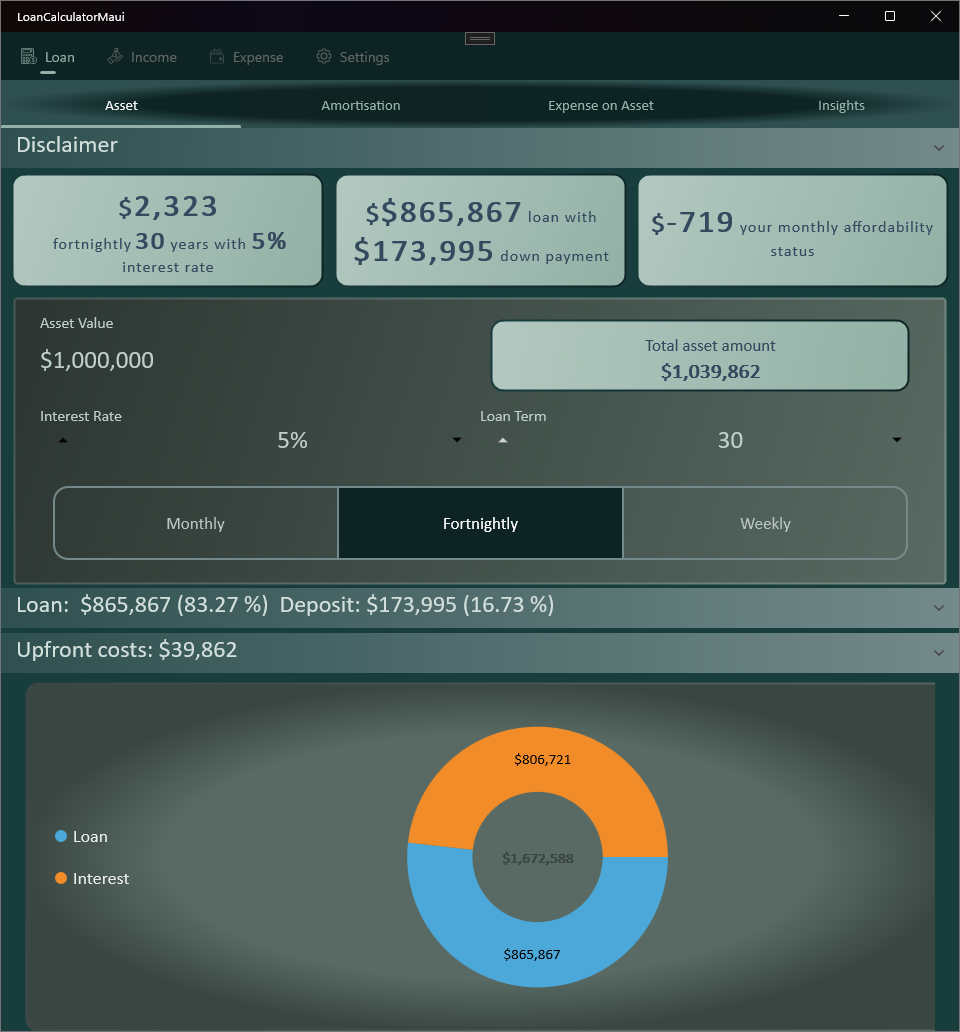 LoanCalculatorMaui
Loan Income Expense Settings
Asset Amortisation Expense on Asset Insights
Disclaimer
$2,323
fortnightly 30 years with 5%
interest rate
$$865,867 loan with
$173,995 down payment
$-719 your monthly affordability
status
Asset Value
$1,000,000
Total asset amount
$1,039,862
Interest Rate
5%
Loan Term
30
Monthly Fortnightly Weekly
Loan: $865,867 (83.27 %) Deposit: $173,995 (16.73 %)
Upfront costs: $39,862
$806,721
Loan
$1,672,588
Interest
$865,867